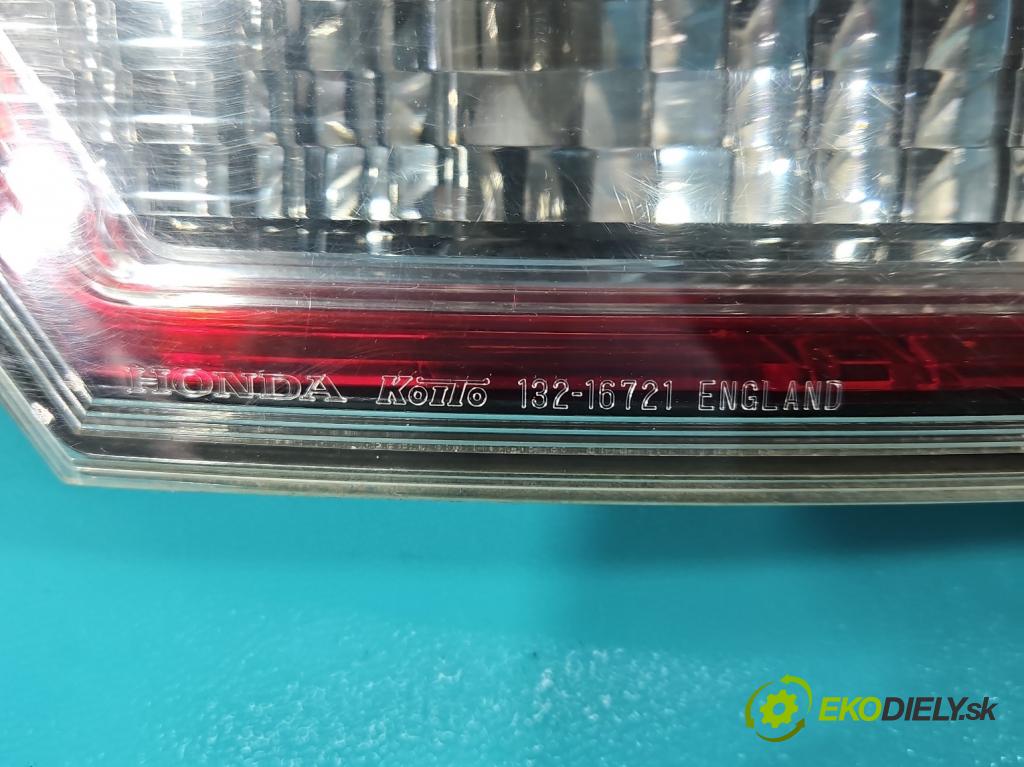 HONDA Koito 132-16721 ENGLAND
EKODIELY.sk